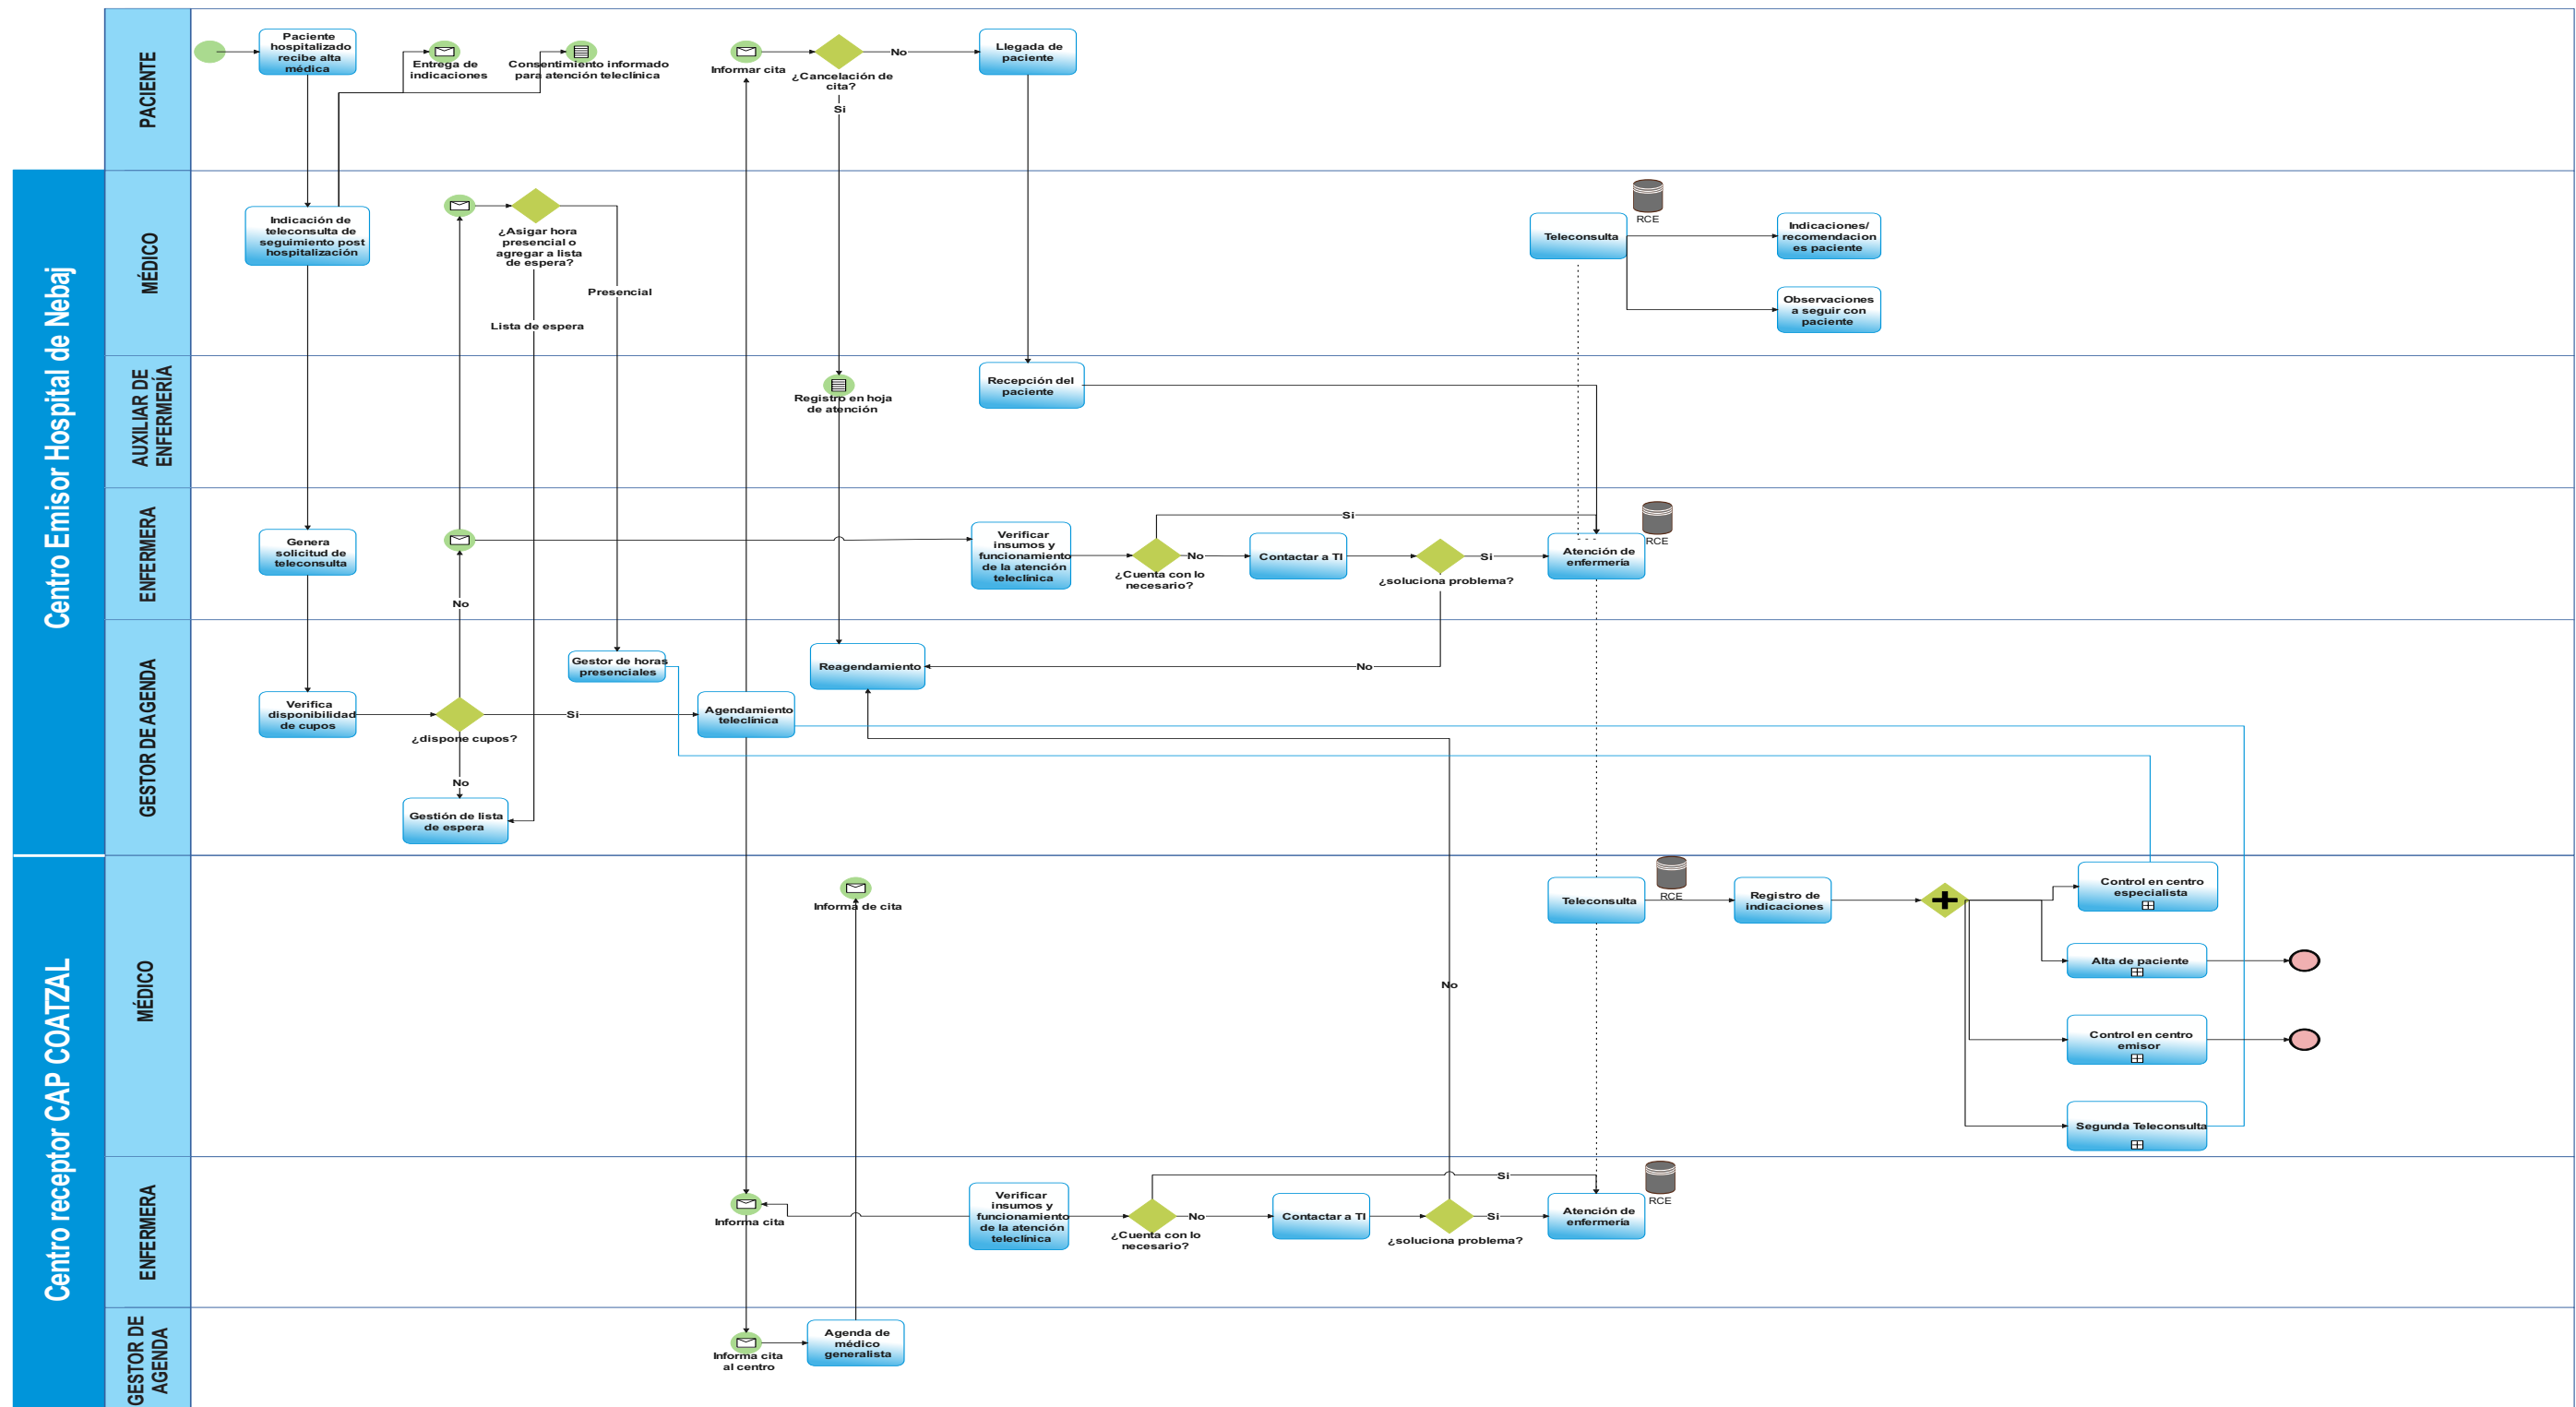 PACIENTE
Paciente
hospitalizado
recibe alta
médica
Entrega de
indicaciones
Consentimiento informado
para atención teleclínica
Informar cita
¿Cancelación de
cita?
No
Si
Llegada de
paciente
Centro Emisor Hospital de Nebaj
MÉDICO
Indicación de
teleconsulta de
seguimiento post
hospitalización
¿Asigar hora
presencial o
agregar a lista
de espera?
Presencial
Lista de espera
Teleconsulta
RCE
Indicaciones/
recomendacion
es paciente
Observaciones
a seguir con
paciente
AUXILIAR DE
ENFERMERÍA
Registro en hoja
de atención
Recepción del
paciente
ENFERMERA
Genera
solicitud de
teleconsulta
No
Verificar
insumos y
funcionamiento
de la atención
teleclínica
¿Cuenta con lo
necesario?
Si
No
Contactar a TI
¿soluciona problema?
Si
Atención de
enfermería
RCE
GESTOR DE AGENDA
Gestor de horas
presenciales
Reagendamiento
No
Verifica
disponibilidad
de cupos
¿dispone cupos?
Si
Agendamiento
teleclínica
No
Gestión de lista
de espera
Centro receptor CAP COATZAL
MÉDICO
Informa de cita
Teleconsulta
RCE
Registro de
indicaciones
Control en centro
especialista
Alta de paciente
No
Control en centro
emisor
Segunda Teleconsulta
ENFERMERA
Informa cita
Verificar
insumos y
funcionamiento
de la atención
teleclínica
¿Cuenta con lo
necesario?
Si
No
Contactar a TI
¿soluciona problema?
Si
Atención de
enfermería
RCE
GESTOR DE
AGENDA
Informa cita
al centro
Agenda de
médico
generalista